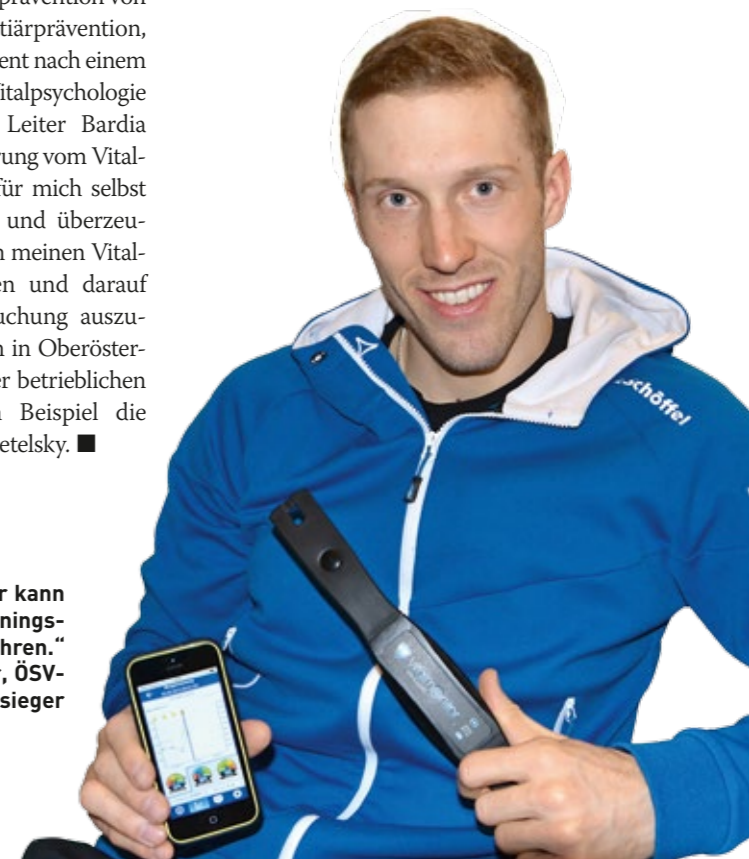 prävention von
tiärprävention,
ent nach einem
italpsychologie
Leiter Bardia
rung vom Vital-
für mich selbst
und überzeu-
n meinen Vital-
en und darauf
uchung auszu-
n in Oberöster-
er betrieblichen
Beispiel die
etelsky. ■
r kann
nings-
hren.“
, ÖSV-
sieger
schöffel